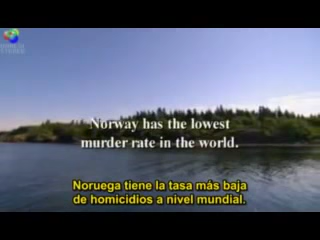 Norway has the lowest
murder rate in the world.
Noruega tiene la tasa más baja
de homicidios a nivel mundial.